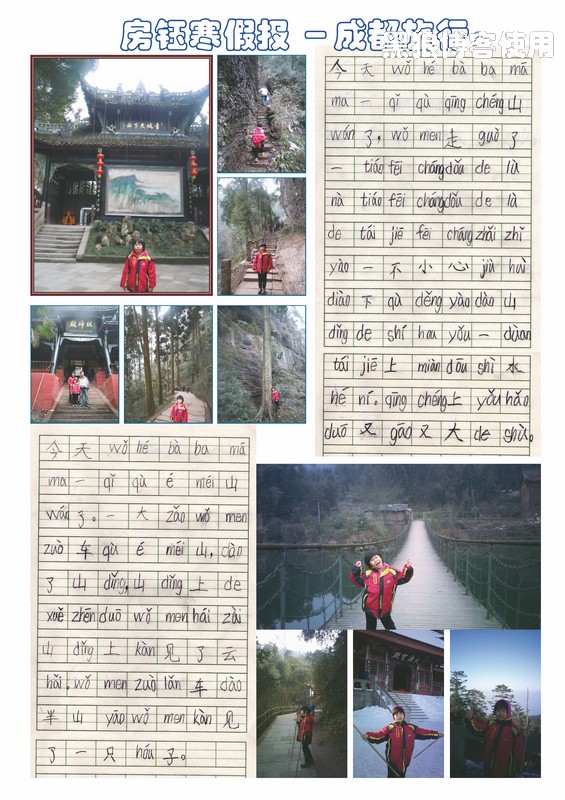 房钰寒假报 - 成都旅行
黑狼博客使用
今天 wǒ hé bà ba mā
ma 一 qǐ qù qīng chéng 山
wán 了。wǒ men 走 guò 了
一 tiáo fēi cháng dǒu de là
nà tiáo fēi cháng dǒu de là
de tái jiē fēi cháng zhǎi zhǐ
yào 一 不 小 心 jiù huì
diào 下 qù děng yào dào 山
dǐng de shí hou yǒu 一 duàn
tái jiē 上 miàn dōu shì 水
hé ní. qīng chéng 上 yǒu hǎo
duō 又 gāo 又 大 de shù。
今天 wǒ hé bà ba mā
ma 一 qǐ qù é méi 山
wán 了。一 大 zǎo wǒ men
zuò 车 qù é méi 山, dào
了 山 dǐng, 山 dǐng 上 de
xuě zhēn duō wǒ men hái zài
山 dǐng 上 kàn 见 了 云
hǎi。wǒ men zuò lǎn 车 dào
半 山 yāo wǒ men kàn 见
了 一 只 hóu 子。